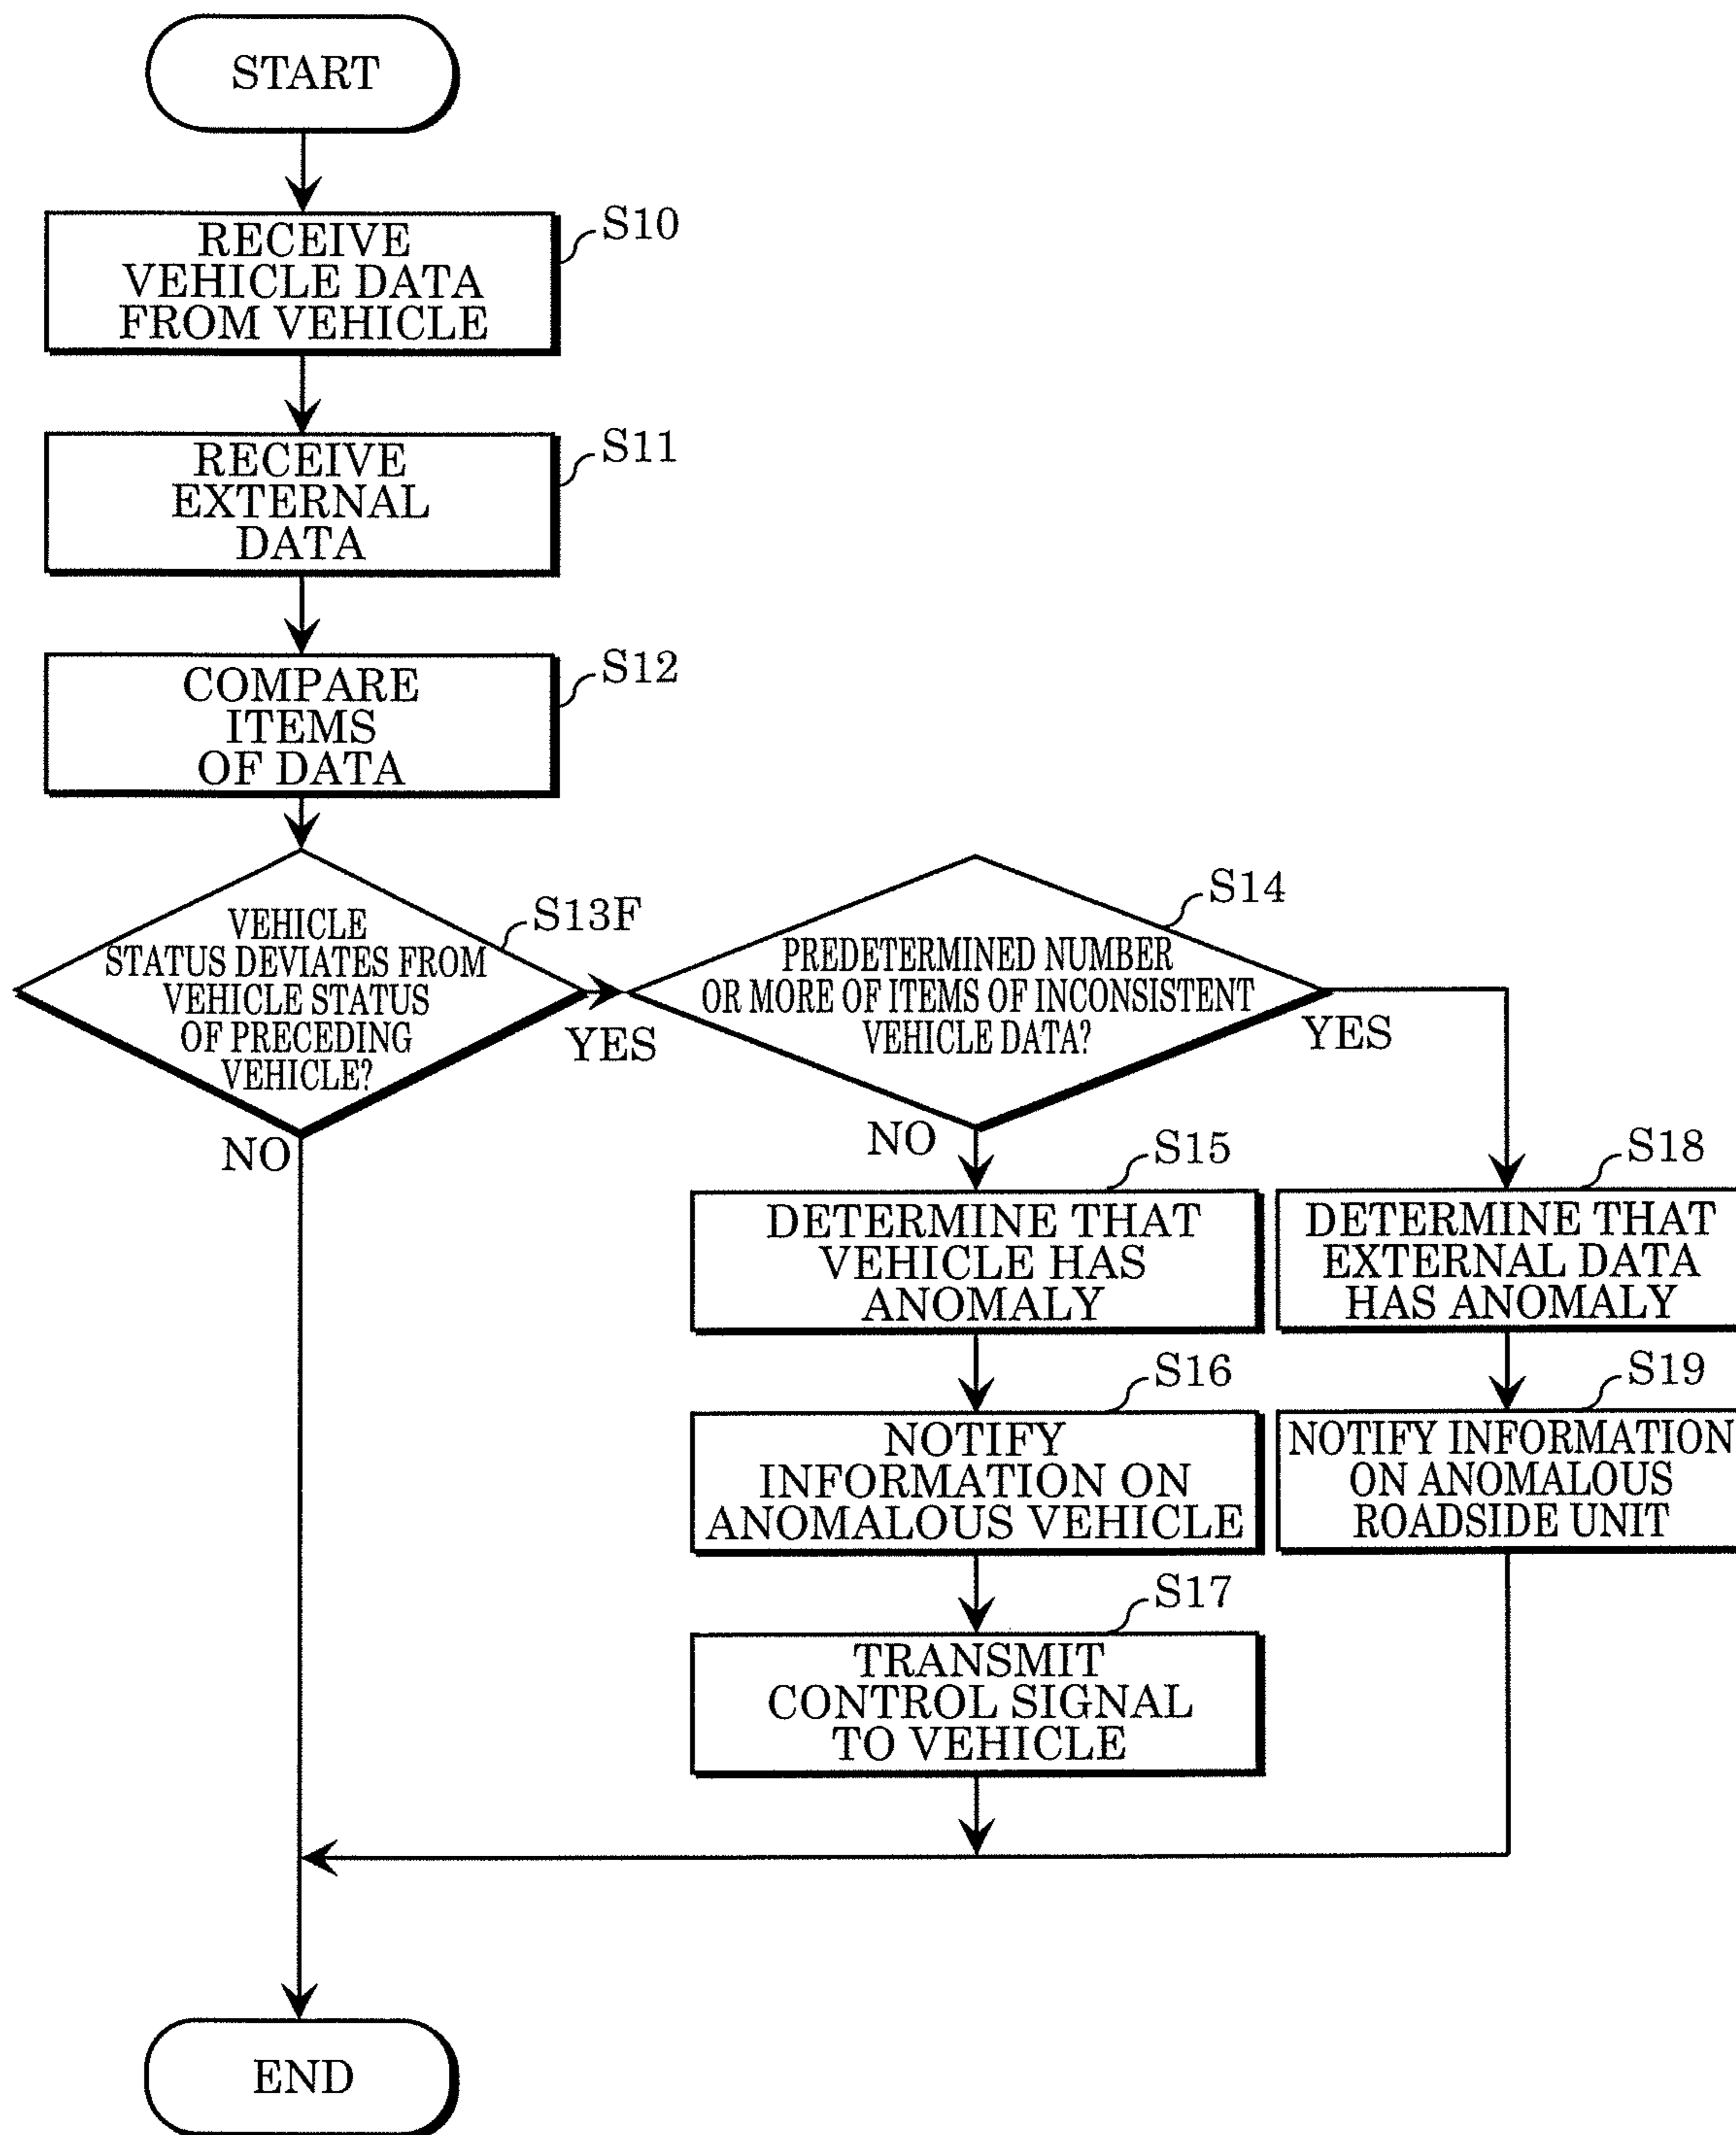 START
S10
RECEIVE
VEHICLE DATA
FROM VEHICLE
S11
RECEIVE
EXTERNAL
DATA
S12
COMPARE
ITEMS
OF DATA
S13F
VEHICLE
STATUS DEVIATES FROM
VEHICLE STATUS
OF PRECEDING
VEHICLE?
YES
NO
S14
PREDETERMINED NUMBER
OR MORE OF ITEMS OF INCONSISTENT
VEHICLE DATA?
YES
NO
S15
DETERMINE THAT
VEHICLE HAS
ANOMALY
S16
NOTIFY
INFORMATION ON
ANOMALOUS VEHICLE
S17
TRANSMIT
CONTROL SIGNAL
TO VEHICLE
S18
DETERMINE THAT
EXTERNAL DATA
HAS ANOMALY
S19
NOTIFY INFORMATION
ON ANOMALOUS
ROADSIDE UNIT
END